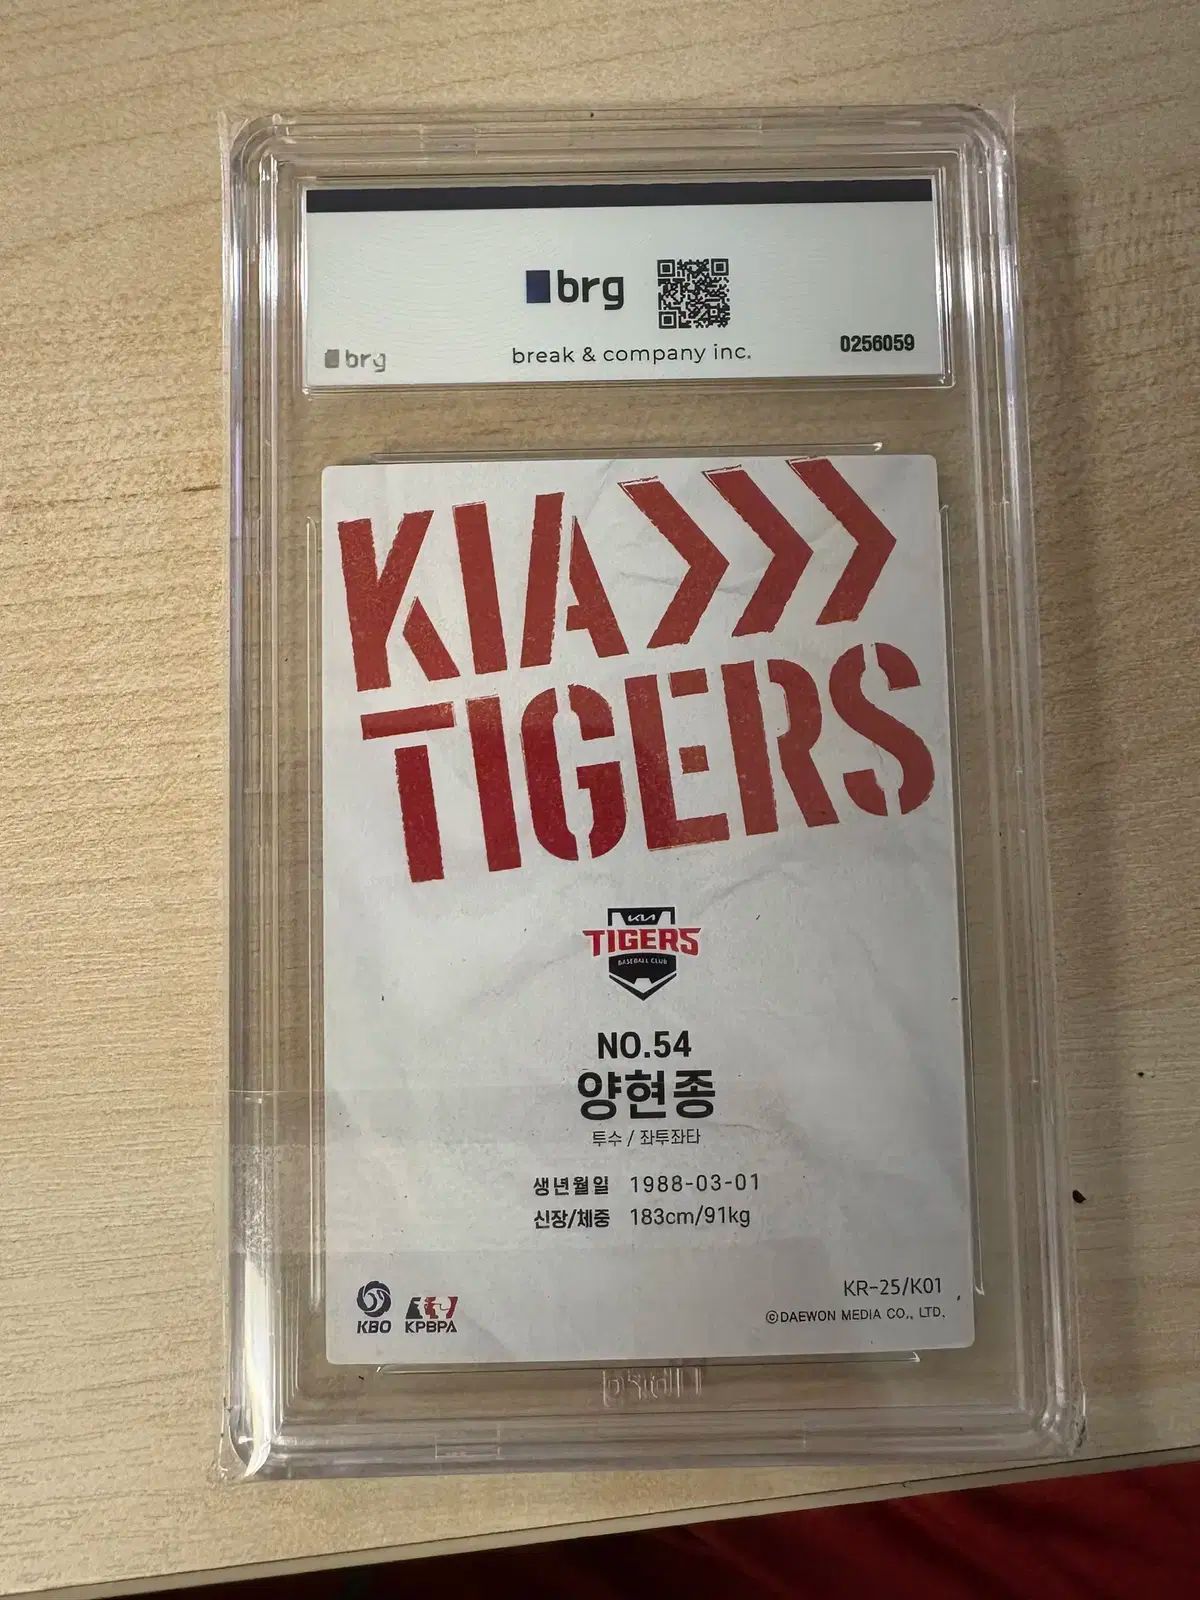 brg
brg
break & company inc.
0256059
KIA
TIGERS
KIA
TIGERS
BASEBALL CLUB
NO.54
양현종
투수 / 좌투좌타
생년월일 1988-03-01
신장/체중 183cm/91kg
KR-25/K01
KBO KPBPA
©DAEWON MEDIA CO., LTD.